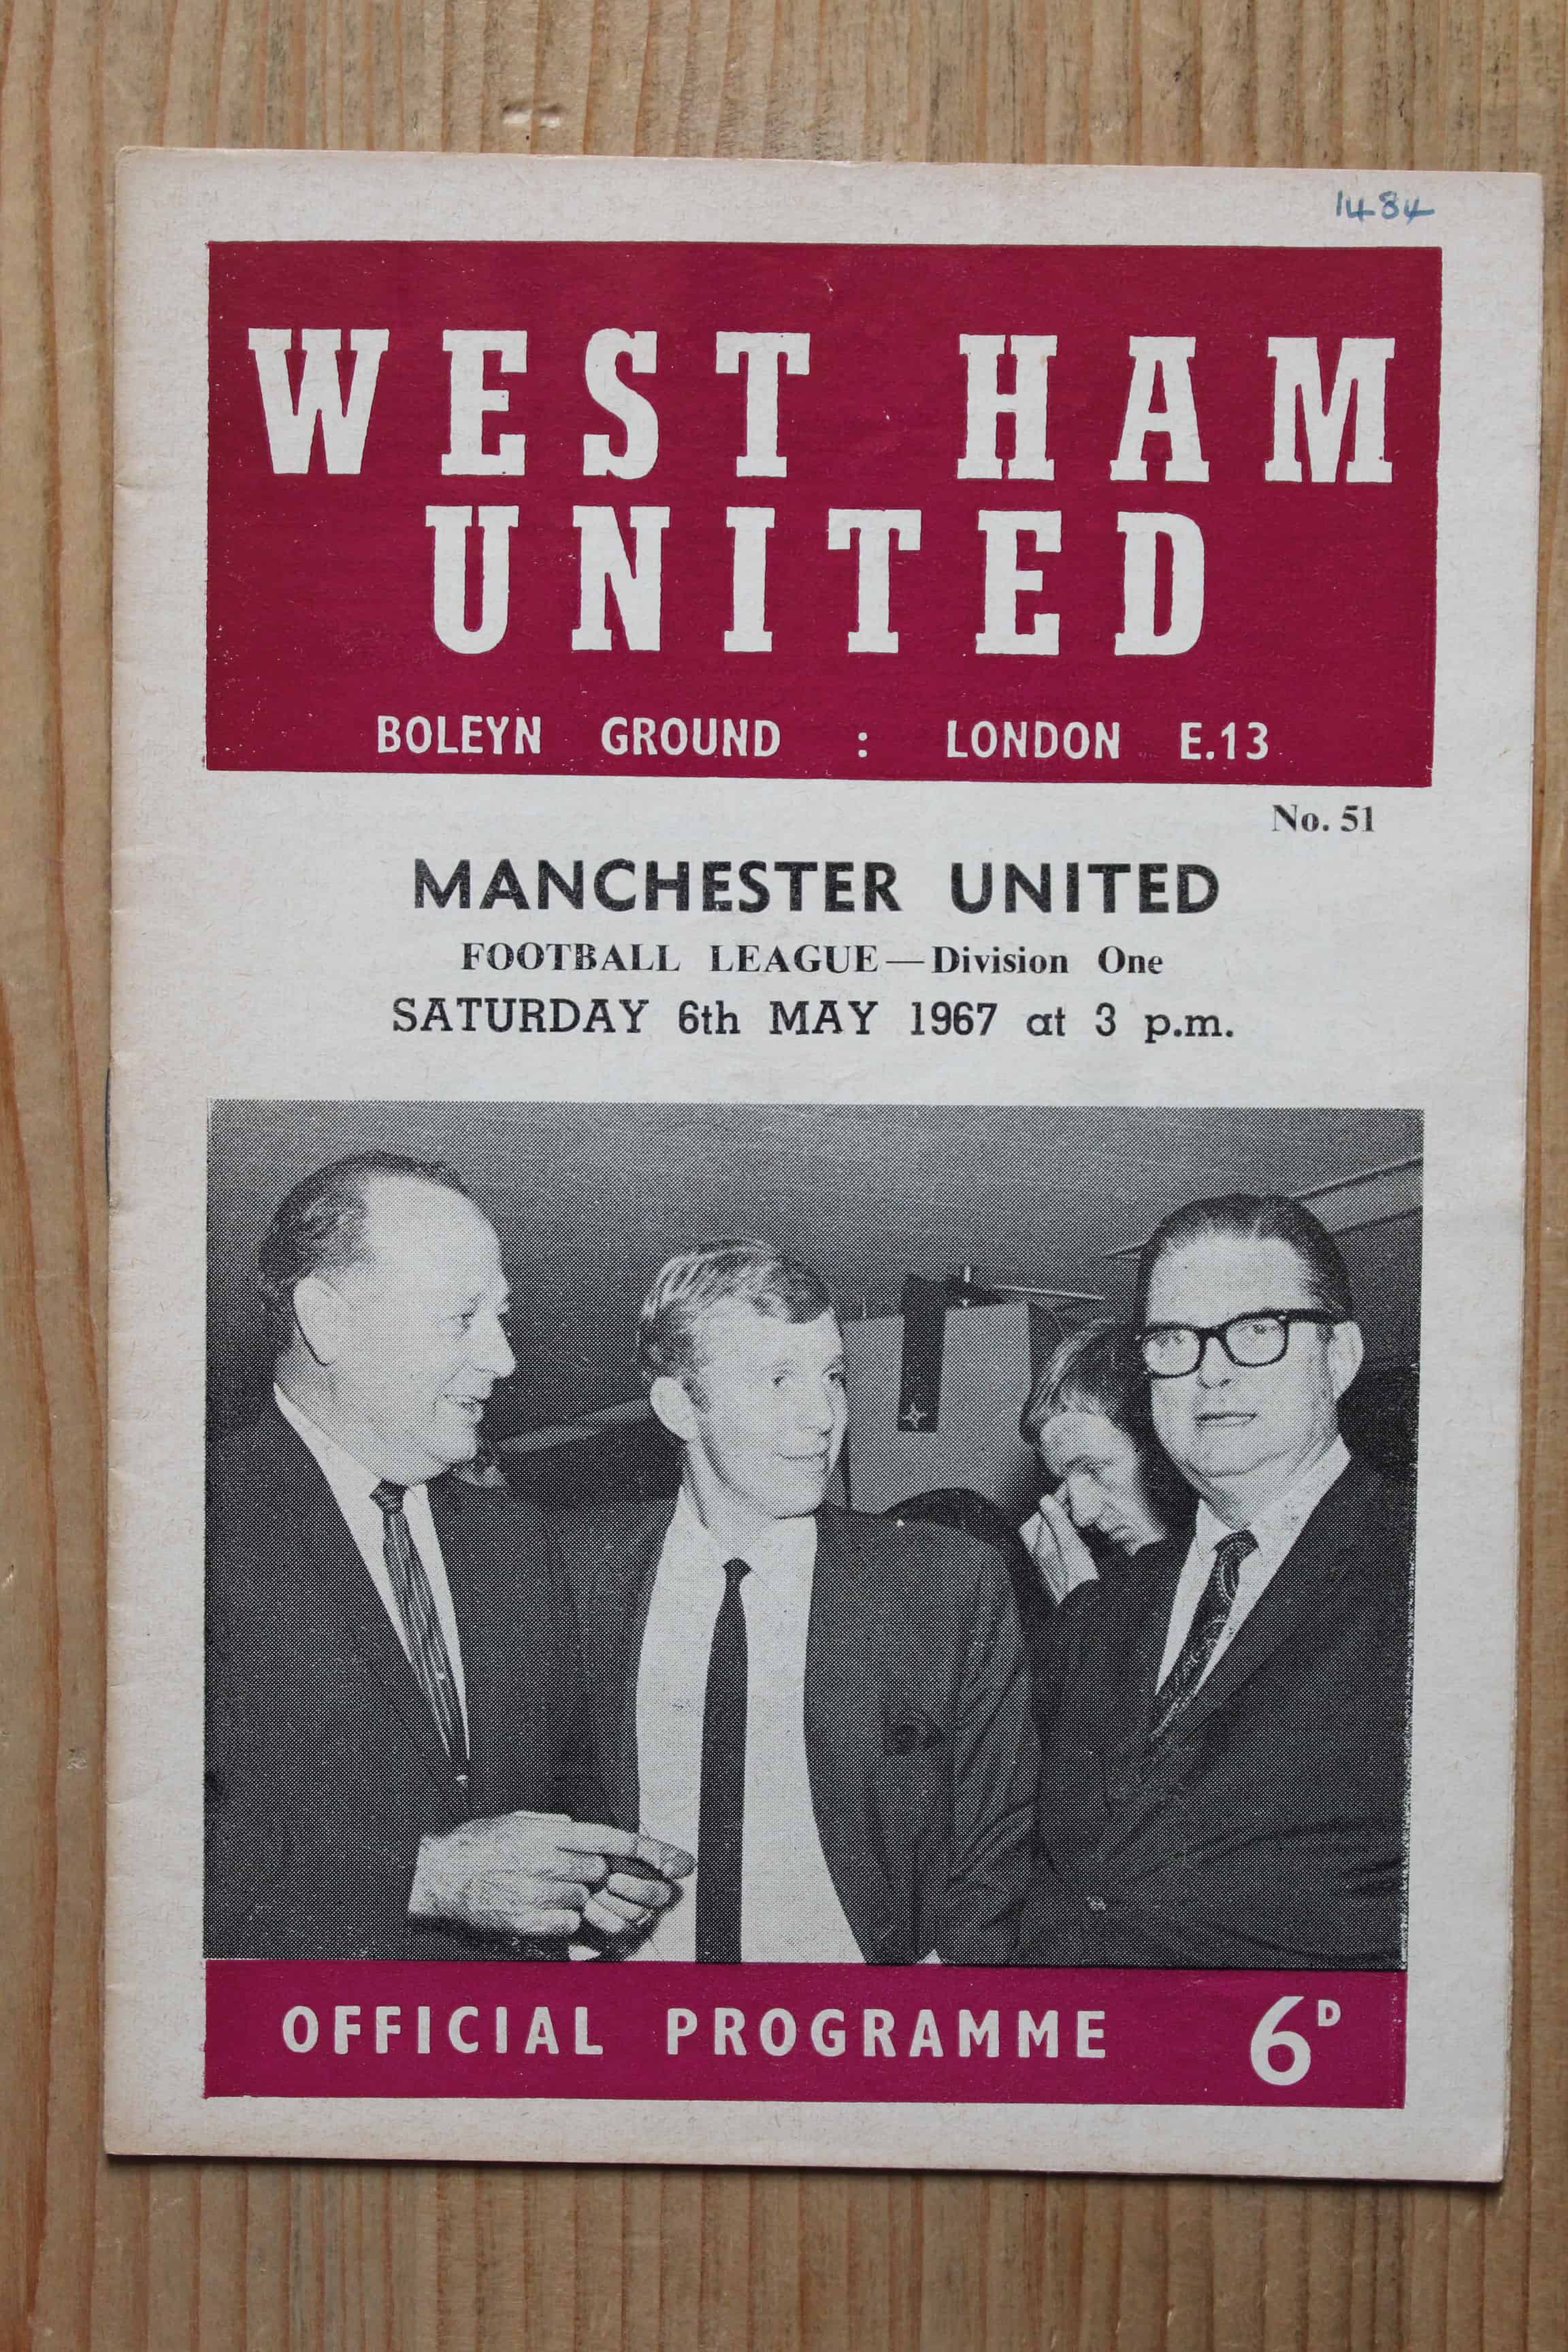 1484
WEST HAM
UNITED
BOLEYN GROUND : LONDON E.13
No. 51
MANCHESTER UNITED
FOOTBALL LEAGUE—Division One
SATURDAY 6th MAY 1967 at 3 p.m.
OFFICIAL PROGRAMME 6D